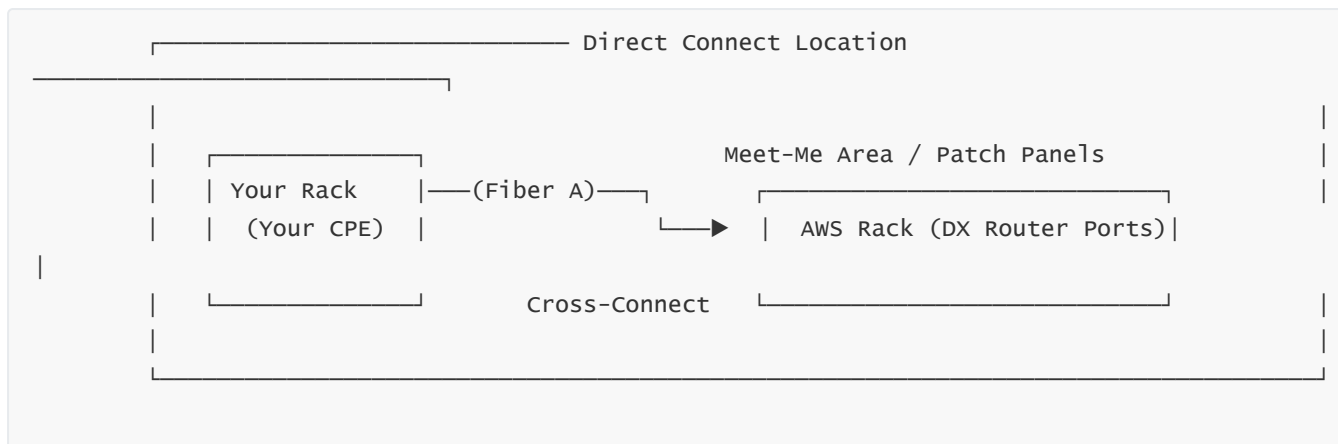 Direct Connect Location
Meet-Me Area / Patch Panels
Your Rack (Fiber A)
(Your CPE) AWS Rack (DX Router Ports)
Cross-Connect